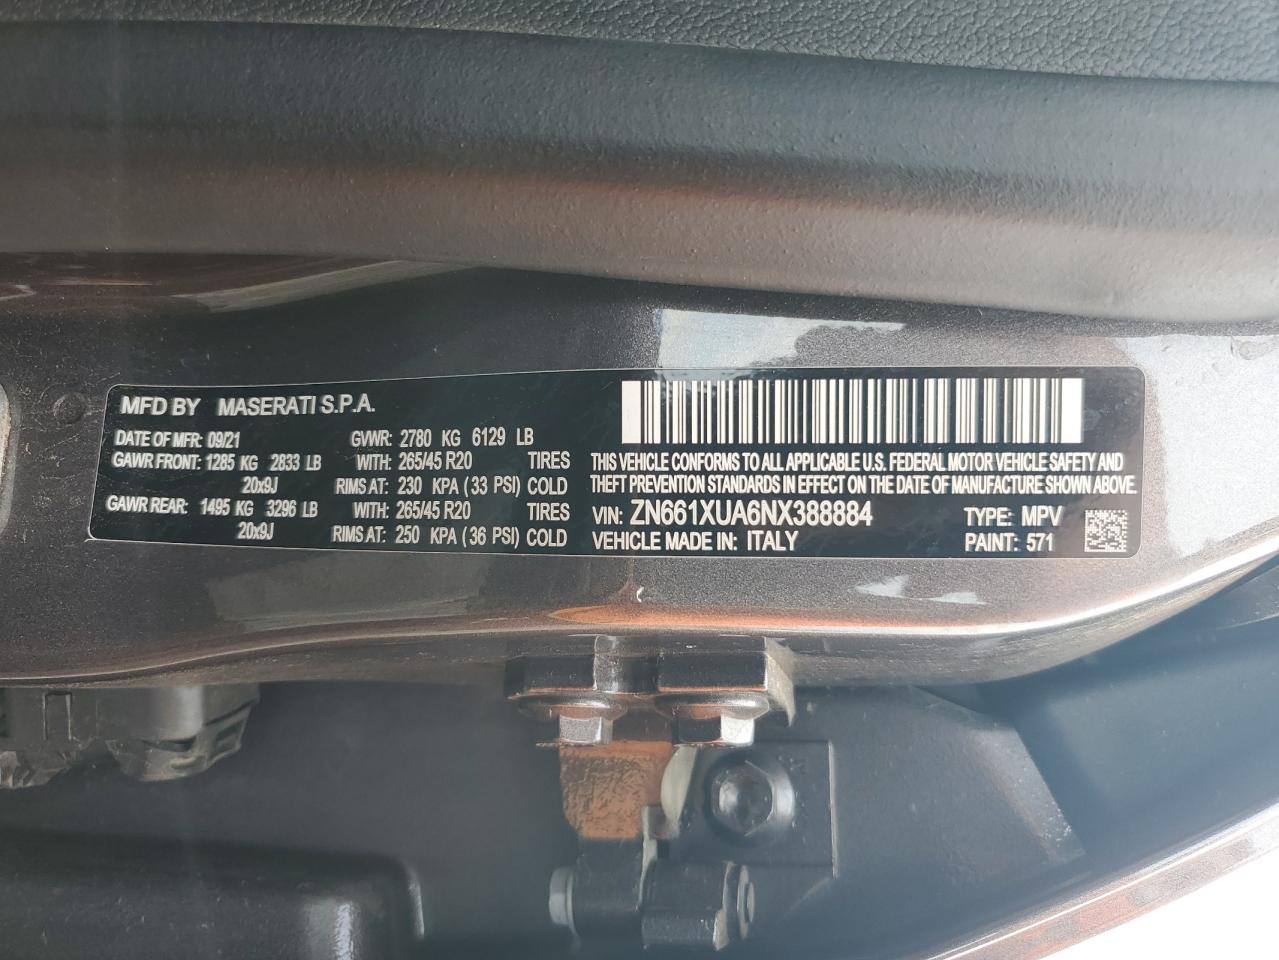 MFD BY MASERATI S.P.A.
DATE OF MFR: 09/21 GVWR: 2780 KG 6129 LB
GAWR FRONT: 1285 KG 2833 LB WITH: 265/45 R20 TIRES
20x9J RIMS AT: 230 KPA (33 PSI) COLD
GAWR REAR: 1495 KG 3296 LB WITH: 265/45 R20 TIRES
20x9J RIMS AT: 250 KPA (36 PSI) COLD
THIS VEHICLE CONFORMS TO ALL APPLICABLE U.S. FEDERAL MOTOR VEHICLE SAFETY AND
THEFT PREVENTION STANDARDS IN EFFECT ON THE DATE OF MANUFACTURE SHOWN ABOVE.
VIN: ZN661XUA6NX388884 TYPE: MPV
VEHICLE MADE IN: ITALY PAINT: 571